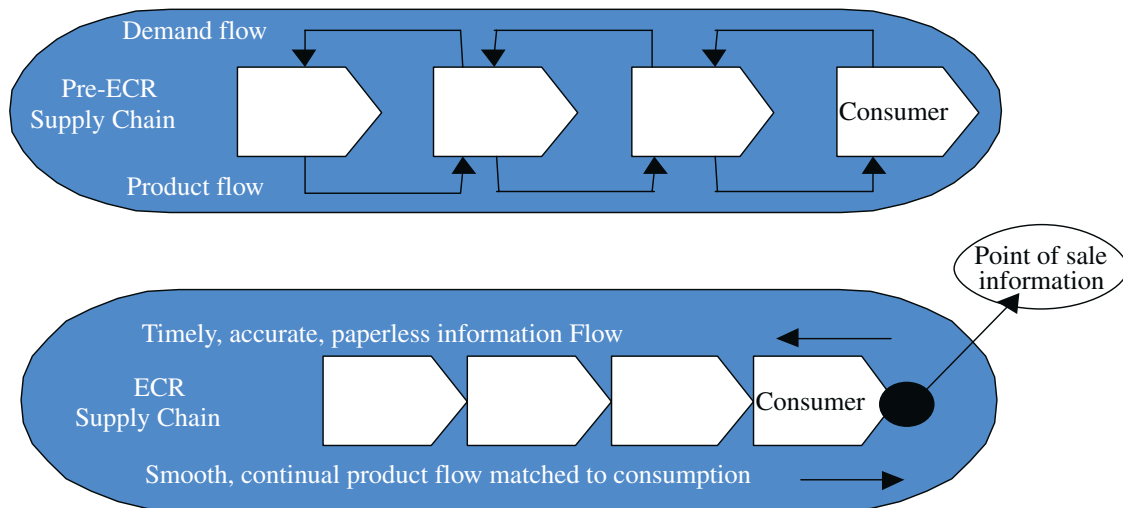 Demand flow
Pre-ECR
Supply Chain
Consumer
Product flow
Point of sale
information
Timely, accurate, paperless information Flow
ECR
Supply Chain
Consumer
Smooth, continual product flow matched to consumption